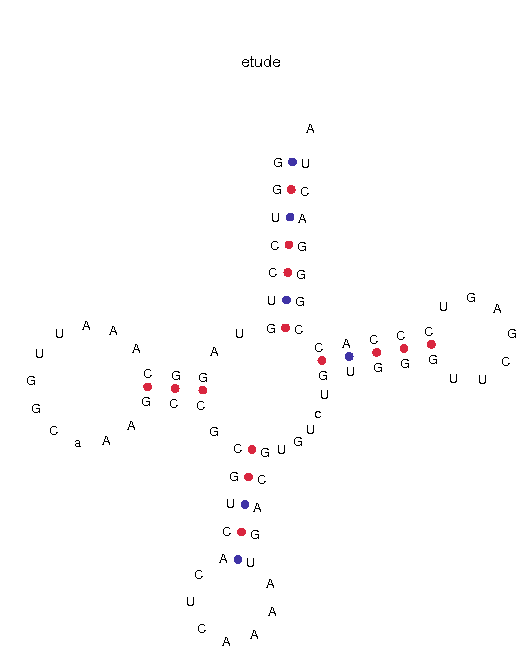 etude
A
G U
G C
U A
C G
C G
U G U G A
U A A U G C C C C G
U A A C A G C
G C G G G U G G U U
G G C C U c
C A G U
a A C G U G
G C
U A
C G
A U
C A
U A
C A A